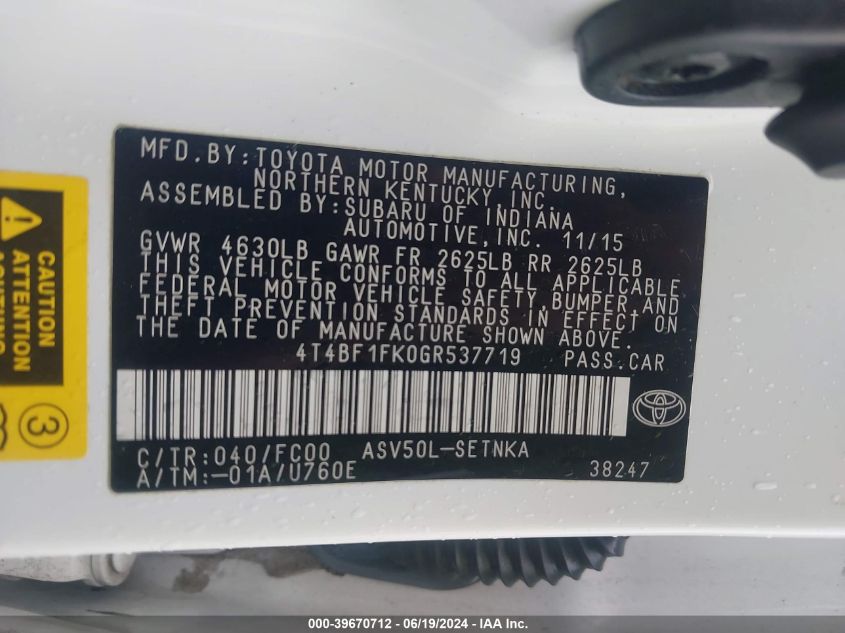 CAUTION
ATTENTION
3
MFD.BY:TOYOTA MOTOR MANUFACTURING,
NORTHERN KENTUCKY, INC.
ASSEMBLED BY:SUBARU OF INDIANA
AUTOMOTIVE,INC. 11/15
GVWR 4630LB GAWR FR 2625LB RR 2625LB
THIS VEHICLE CONFORMS TO ALL APPLICABLE
FEDERAL MOTOR VEHICLE SAFETY,BUMPER,AND
THEFT PREVENTION STANDARDS IN EFFECT ON
THE DATE OF MANUFACTURE SHOWN ABOVE.
4T4BF1FK0GR537719 PASS.CAR
C/TR:040/FC00 ASV50L-SETNKA
A/TM:-01A/U760E 38247
000-39670712 - 06/19/2024 - Copyright IAA, Inc.